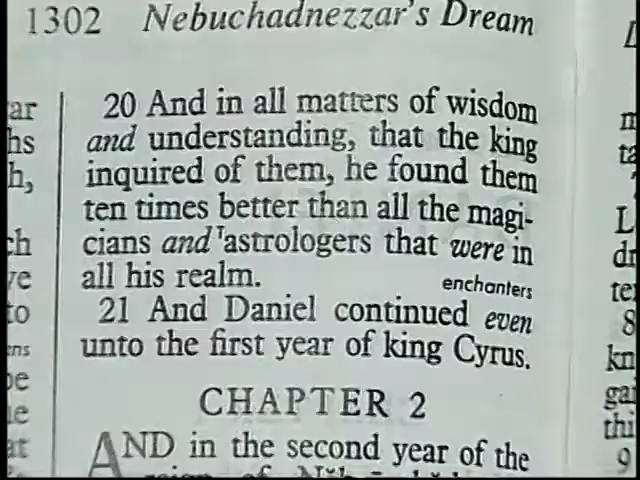 1302 Nebuchadnezzar's Dream
20 And in all matters of wisdom
and understanding, that the king
inquired of them, he found them
ten times better than all the magi-
cians and ᵀastrologers that were in
all his realm.
enchanters
21 And Daniel continued even
unto the first year of king Cyrus.
CHAPTER 2
AND in the second year of the